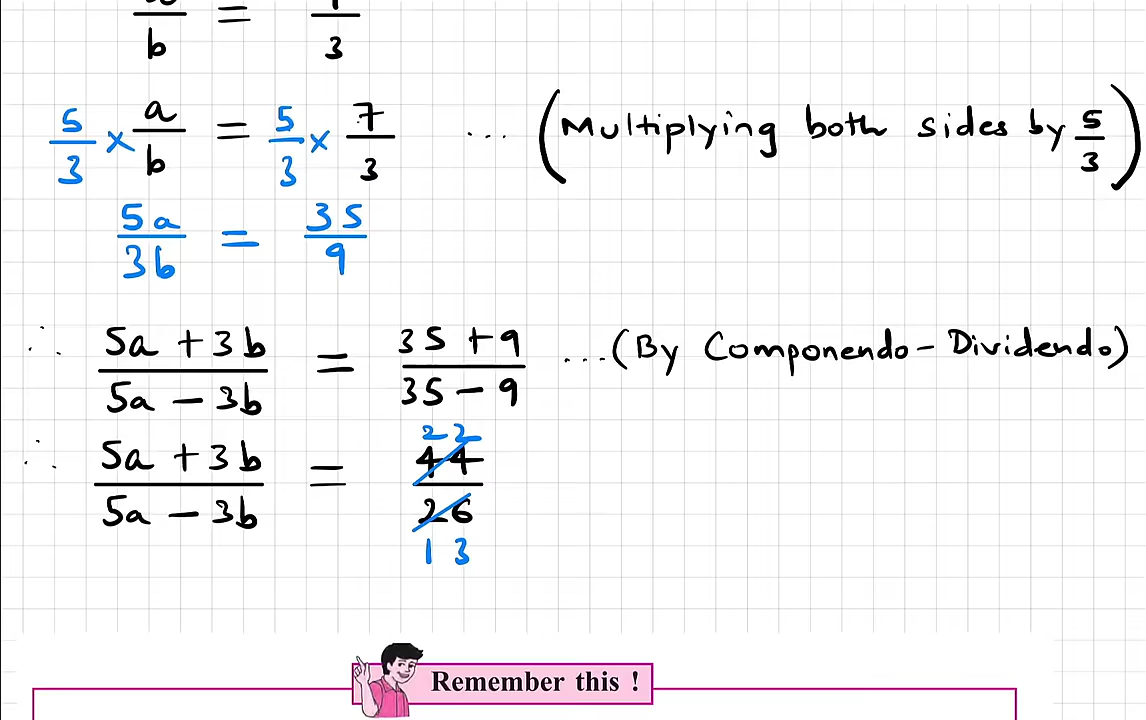 b = 3
5/3 × a/b = 5/3 × 7/3 ... (Multiplying both sides by 5/3)
5a/3b = 35/9
∴ 5a + 3b / 5a − 3b = 35 + 9 / 35 − 9 ... (By Componendo - Dividendo)
∴ 5a + 3b / 5a − 3b = 44 / 26
22
13
Remember this !